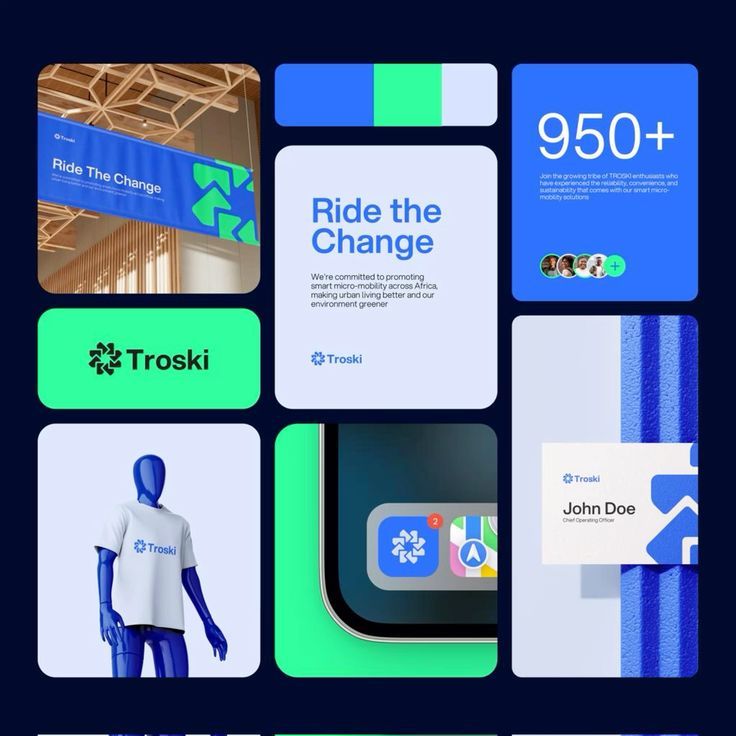 Troski
Ride The Change
Ride the
Change
We're committed to promoting
smart micro-mobility across Africa,
making urban living better and our
environment greener
Troski
950+
Join the growing tribe of TROSKI enthusiasts who
have experienced the reliability, convenience, and
sustainability that comes with our smart micro-
mobility solutions
+
Troski
Troski
2
Troski
John Doe
Chief Operating Officer